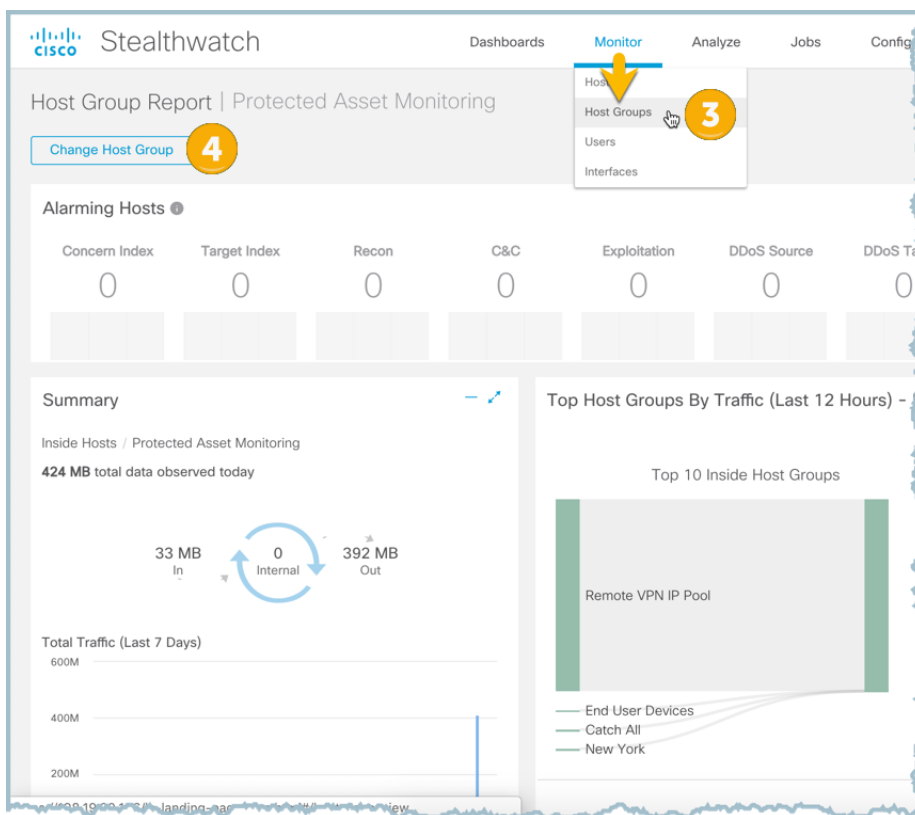 CISCO Stealthwatch
Dashboards Monitor Analyze Jobs Config
Host Group Report | Protected Asset Monitoring
Host Groups
3
Users
Interfaces
Change Host Group
4
Alarming Hosts
Concern Index Target Index Recon C&C Exploitation DDoS Source DDoS Ta
0 0 0 0 0 0 0
Summary
Inside Hosts / Protected Asset Monitoring
424 MB total data observed today
33 MB
In
0
Internal
392 MB
Out
Total Traffic (Last 7 Days)
600M
400M
200M
Top Host Groups By Traffic (Last 12 Hours) -
Top 10 Inside Host Groups
Remote VPN IP Pool
End User Devices
Catch All
New York